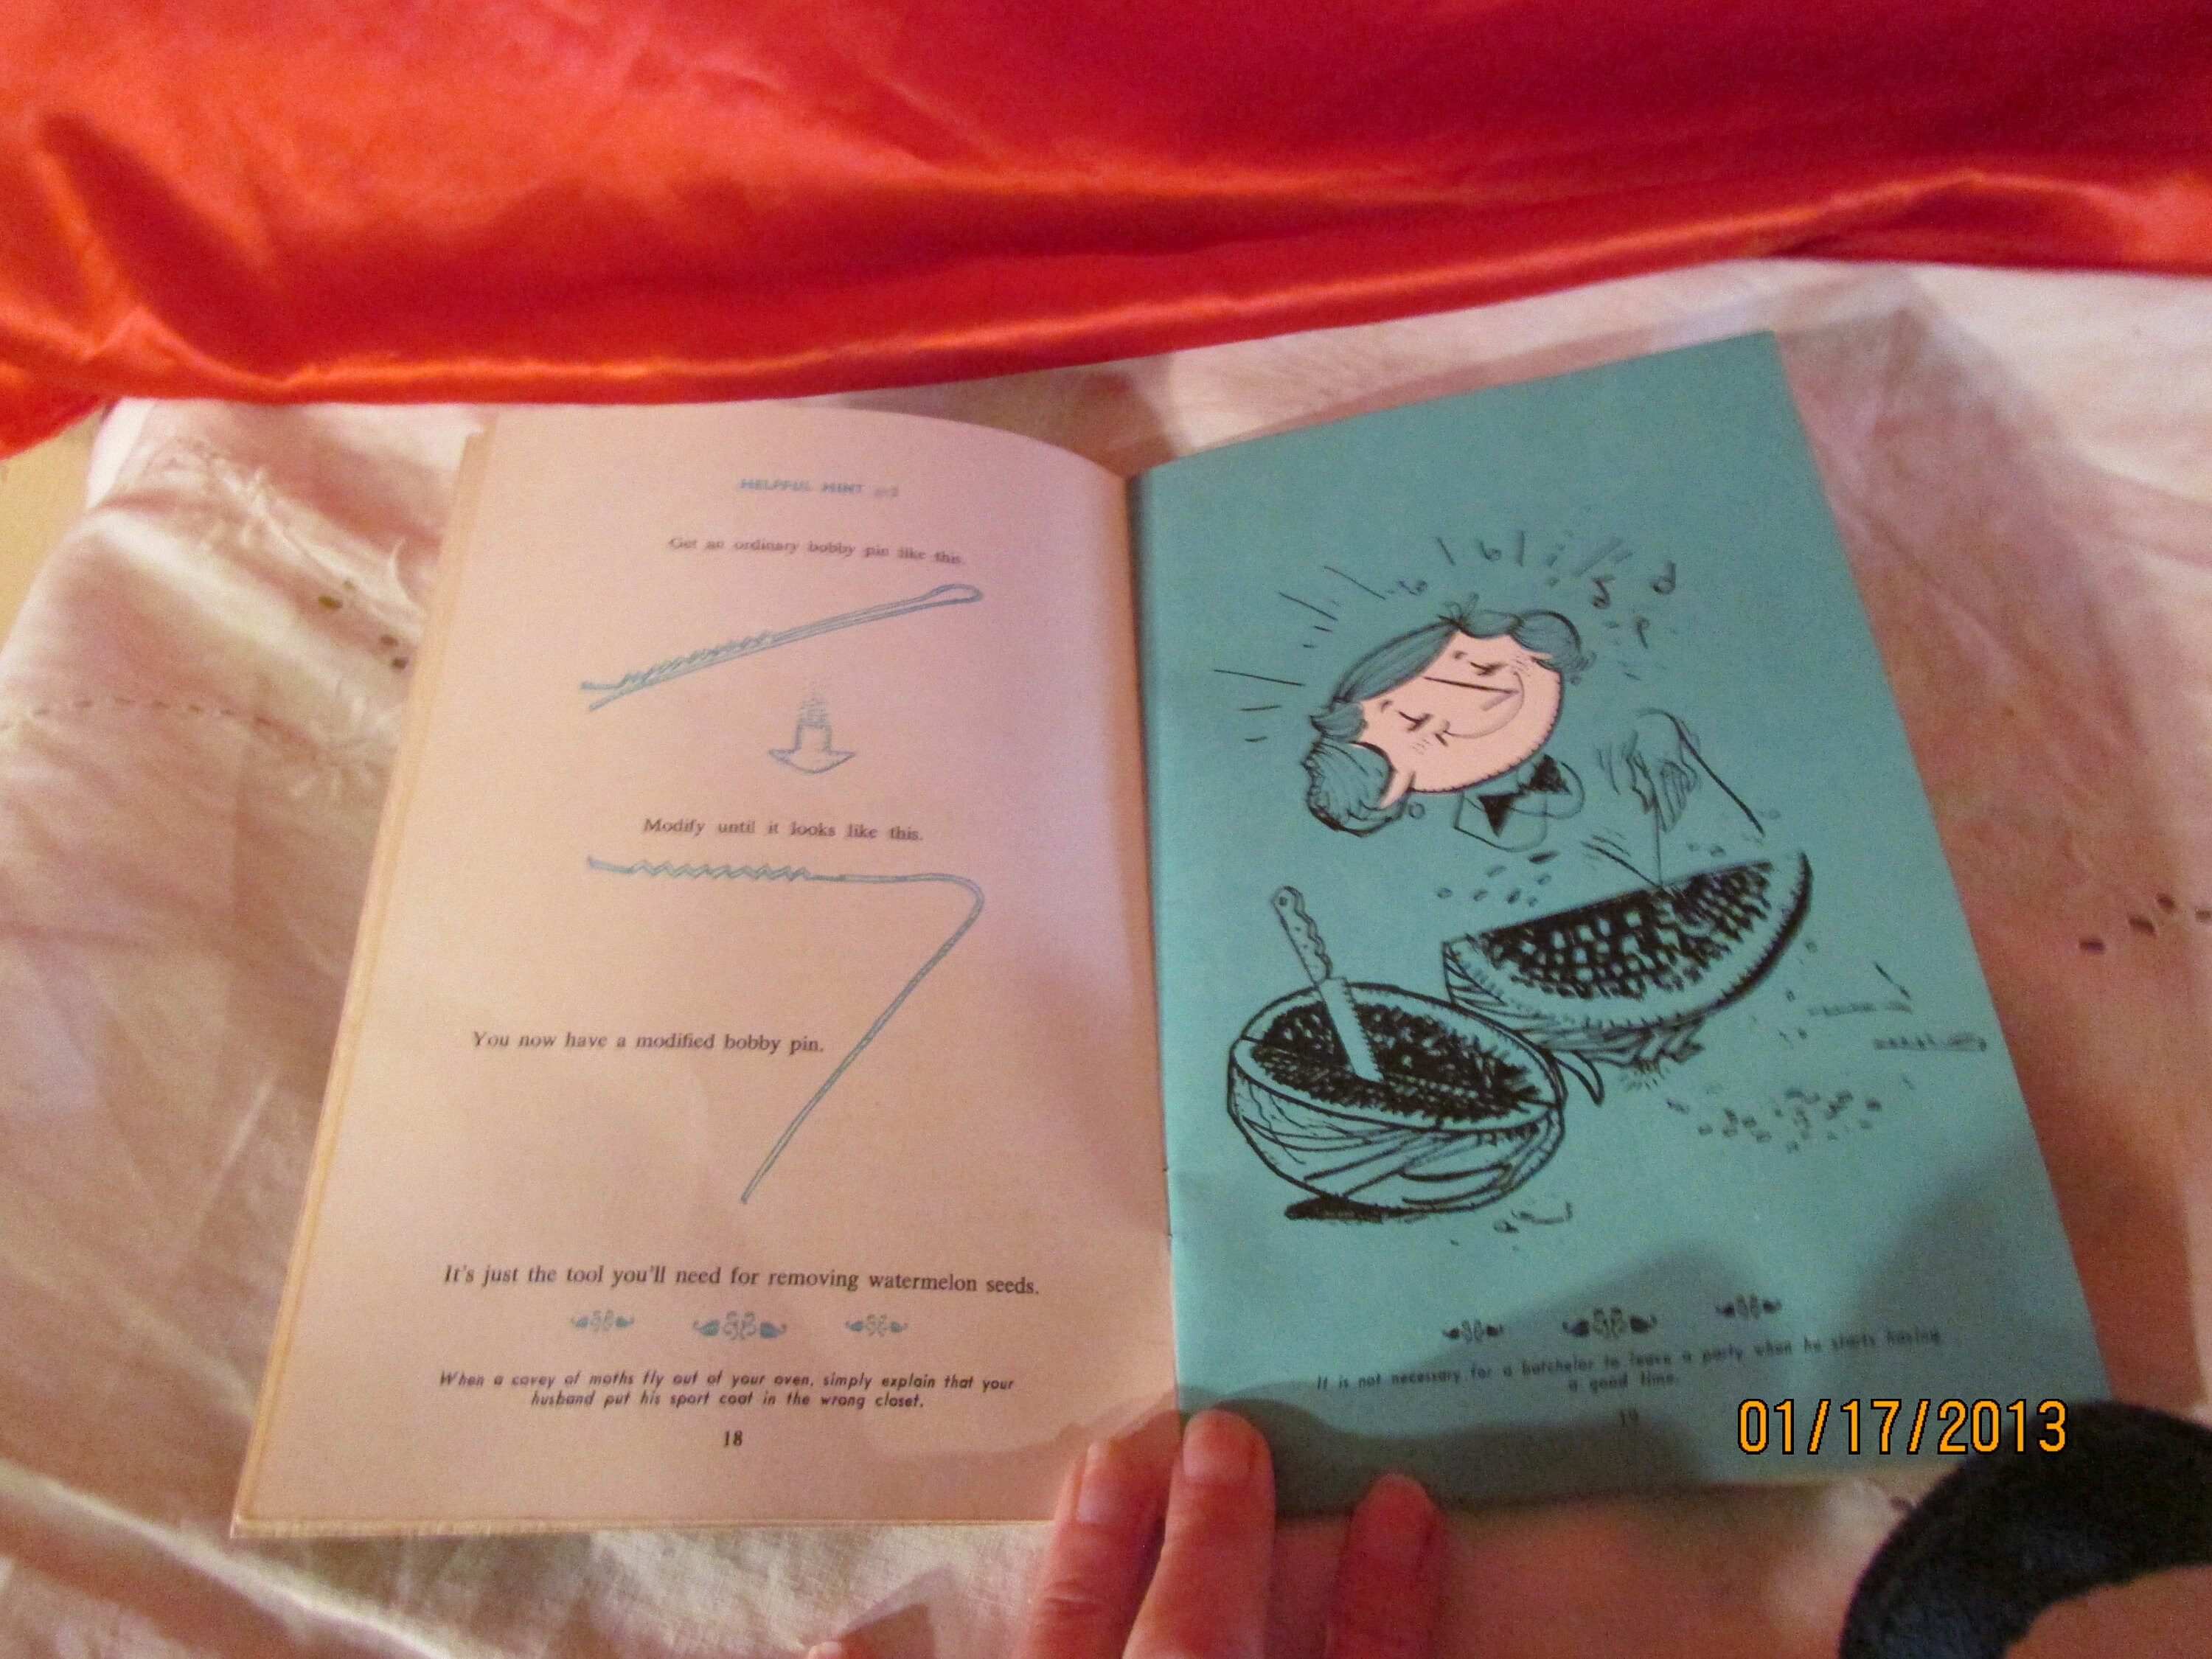 HELPFUL HINT
Get an ordinary bobby pin like this.
Modify until it looks like this.
You now have a modified bobby pin.
It's just the tool you'll need for removing watermelon seeds.
When a covey of moths fly out of your oven, simply explain that your
husband put his sport coat in the wrong closet.
18
It is not necessary for a batchelor to leave a party when he starts having
a good time.
19
01/17/2013